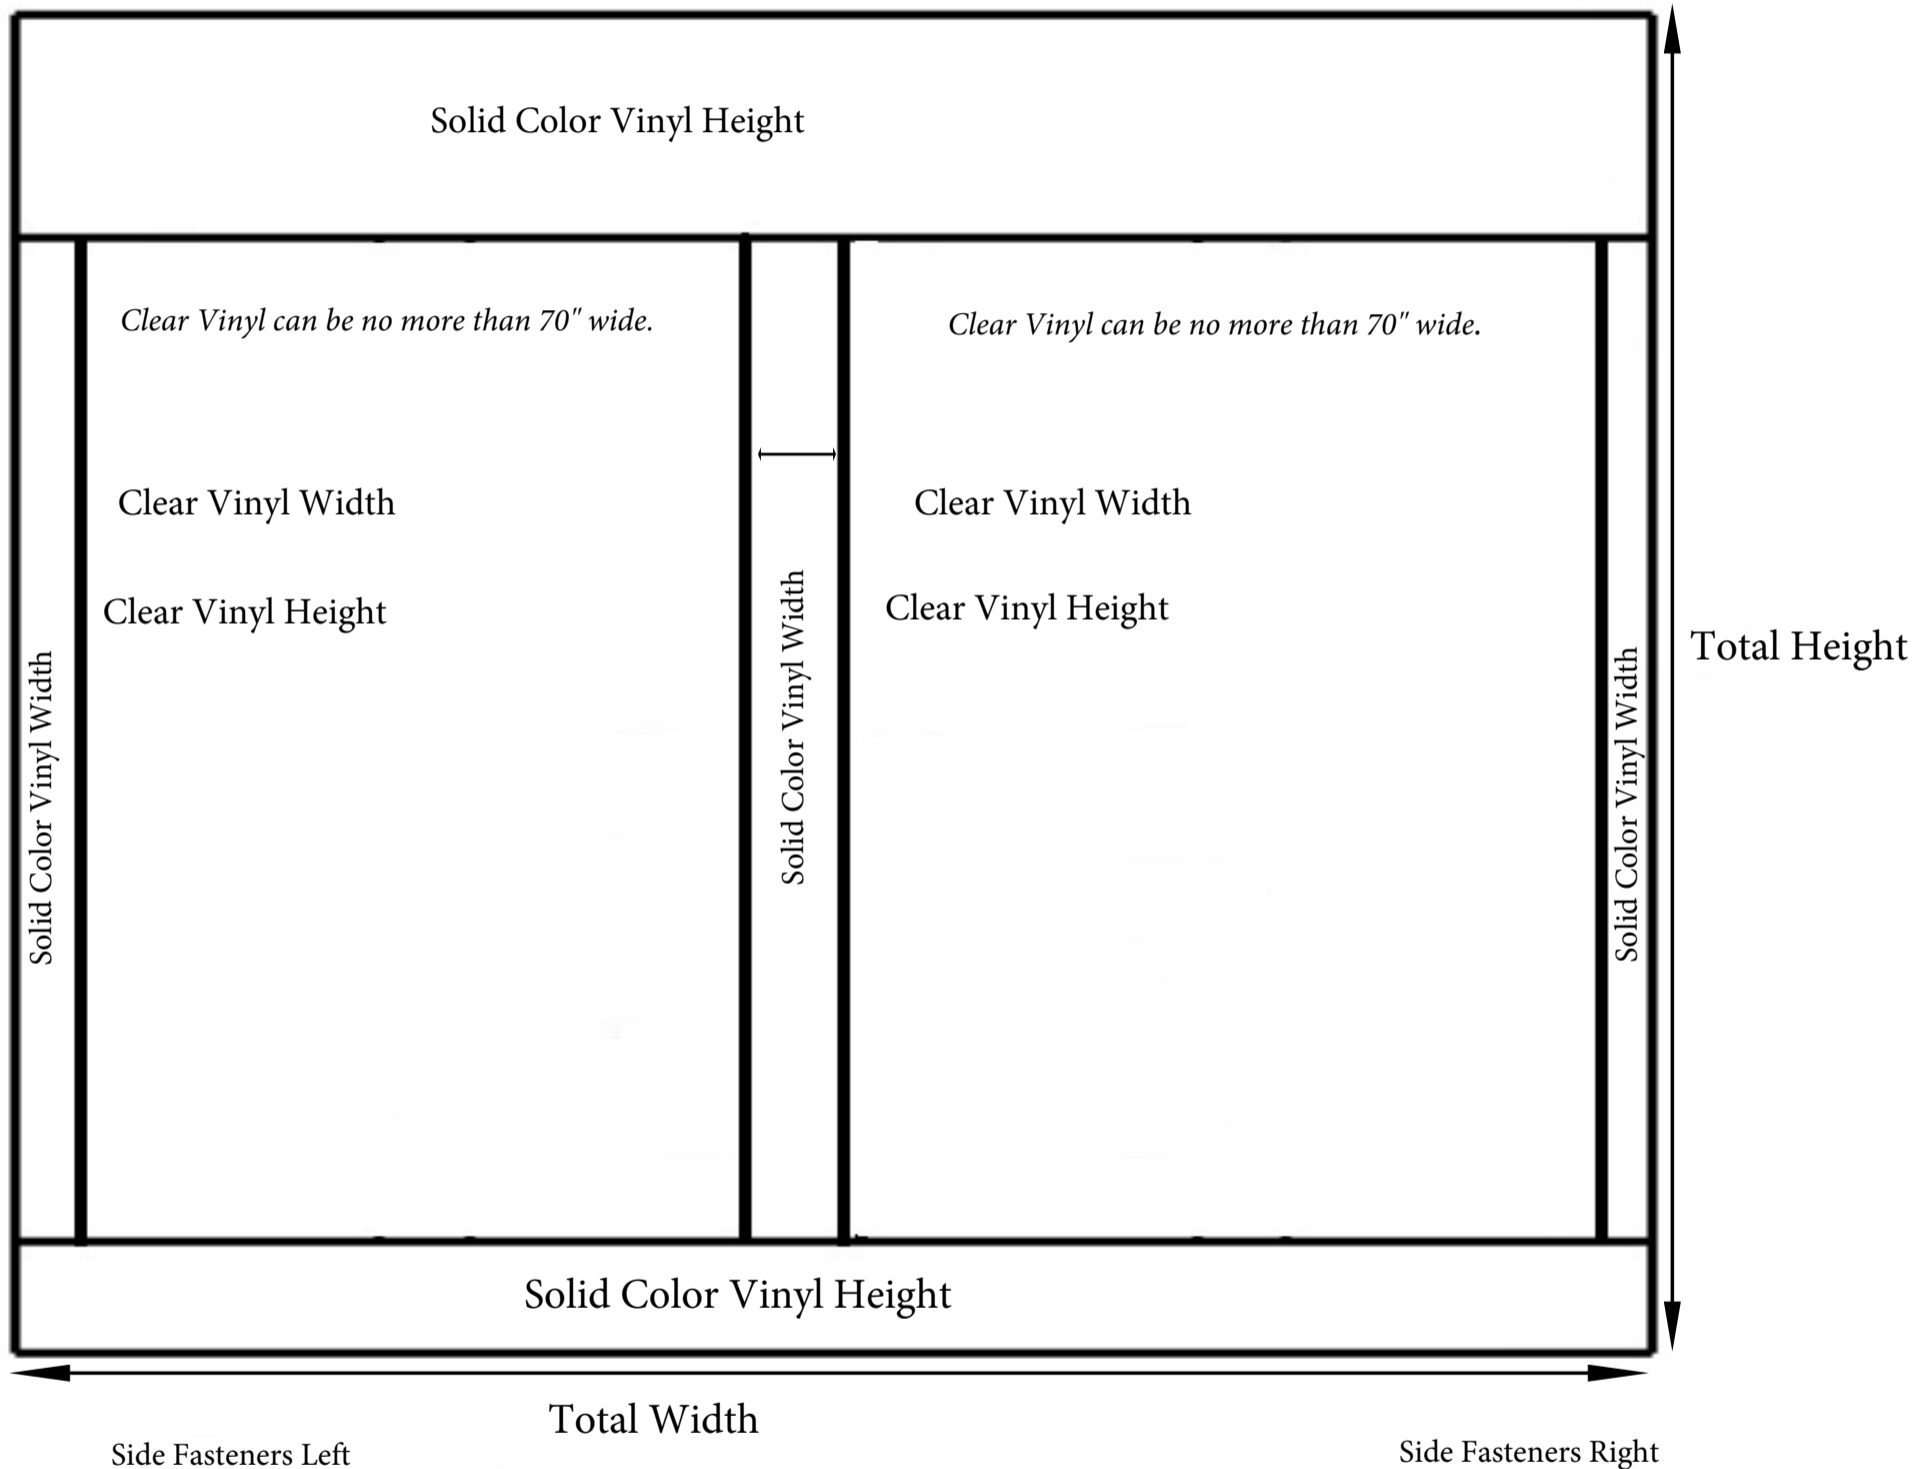 Solid Color Vinyl Height
Clear Vinyl can be no more than 70" wide.
Clear Vinyl can be no more than 70" wide.
Clear Vinyl Width
Clear Vinyl Width
Clear Vinyl Height
Clear Vinyl Height
Solid Color Vinyl Width
Solid Color Vinyl Width
Solid Color Vinyl Width
Total Height
Solid Color Vinyl Height
Total Width
Side Fasteners Left
Side Fasteners Right